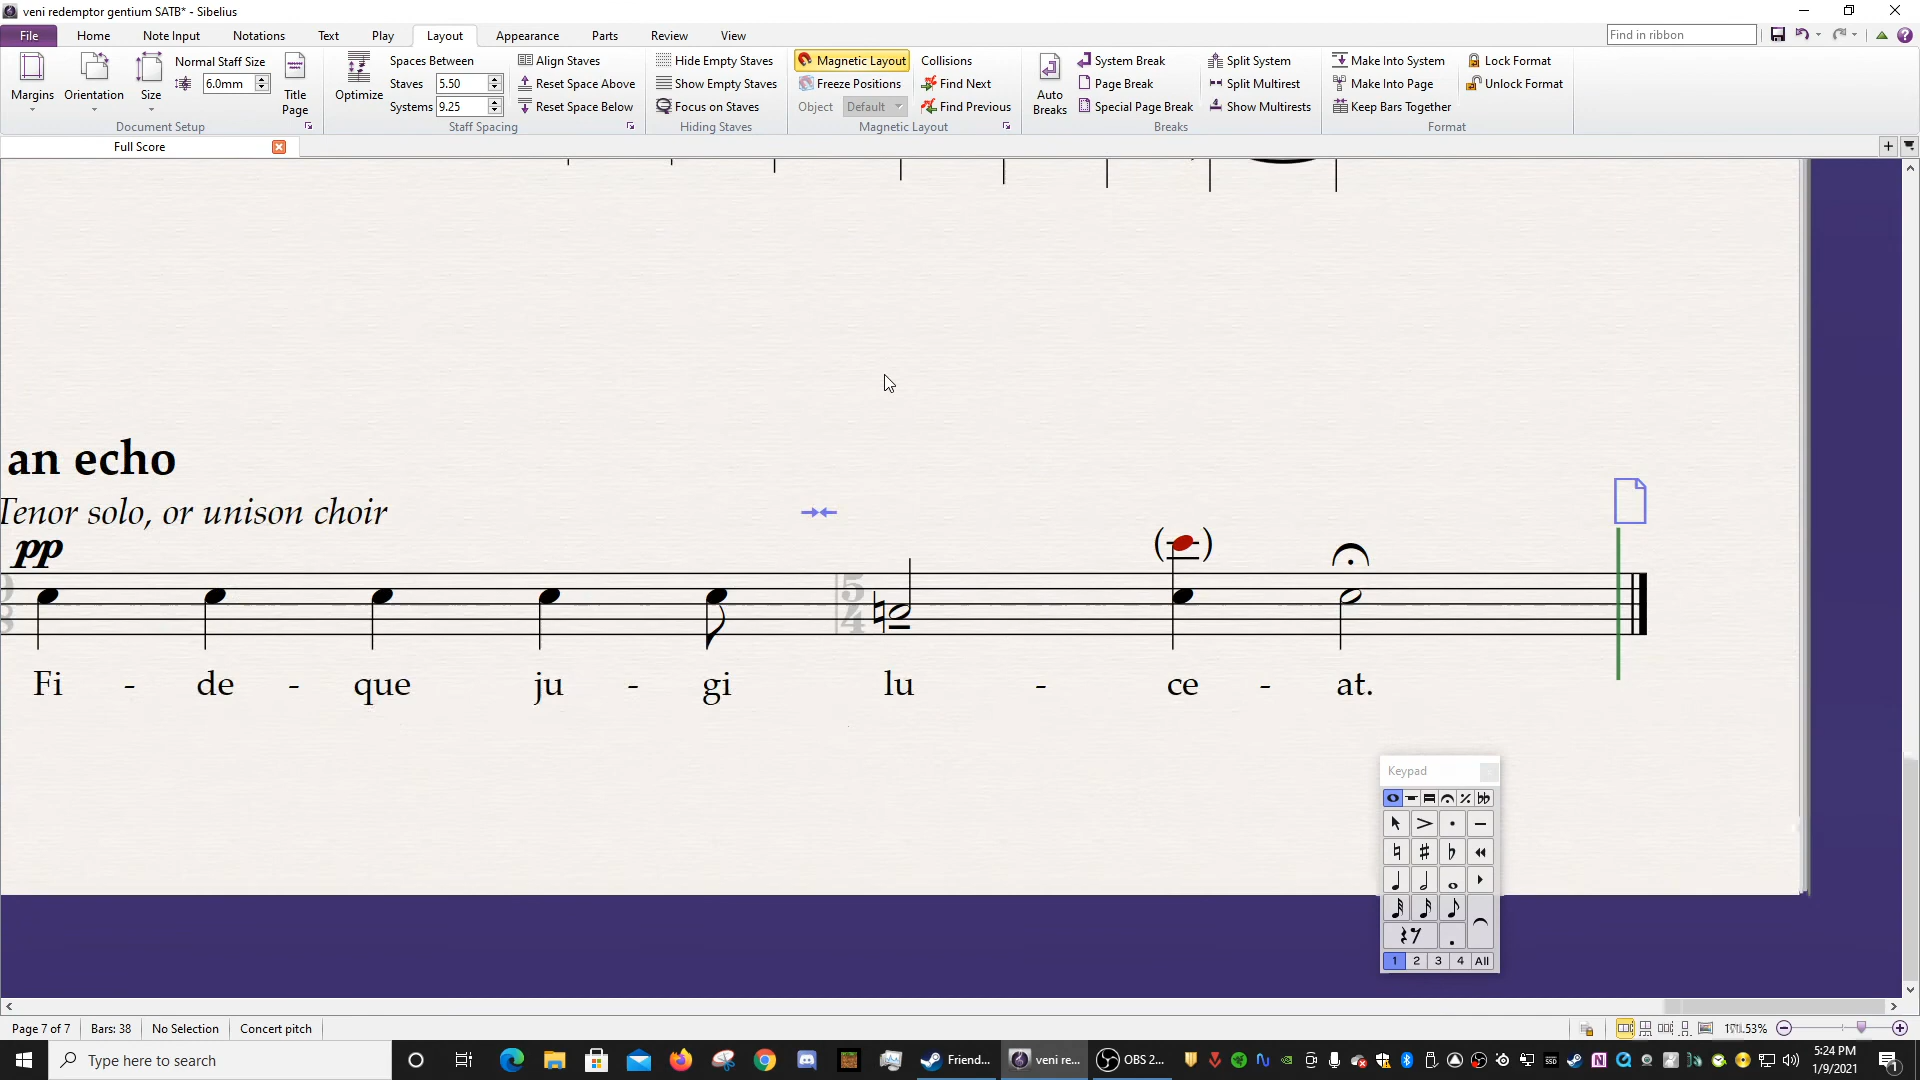 veni redemptor gentium SATB* - Sibelius
File Home Note Input Notations Text Play Layout Appearance Parts Review View Find in ribbon
Margins Orientation Size Normal Staff Size 6.0mm Title Page
Document Setup
Optimize Spaces Between Staves 5.50 Systems 9.25 Align Staves Reset Space Above Reset Space Below
Staff Spacing
Hide Empty Staves Show Empty Staves Focus on Staves
Hiding Staves
Magnetic Layout Freeze Positions Object Default Collisions Find Next Find Previous
Magnetic Layout
Auto Breaks System Break Page Break Special Page Break Split System Split Multirest Show Multirests
Breaks
Make Into System Make Into Page Keep Bars Together Lock Format Unlock Format
Format
Full Score
an echo
Tenor solo, or unison choir
pp
5
4
Fi - de - que ju - gi lu - ce - at.
Keypad
1 2 3 4 All
Page 7 of 7 Bars: 38 No Selection Concert pitch
Type here to search Friend... veni re... OBS 2... 5:24 PM
1/9/2021